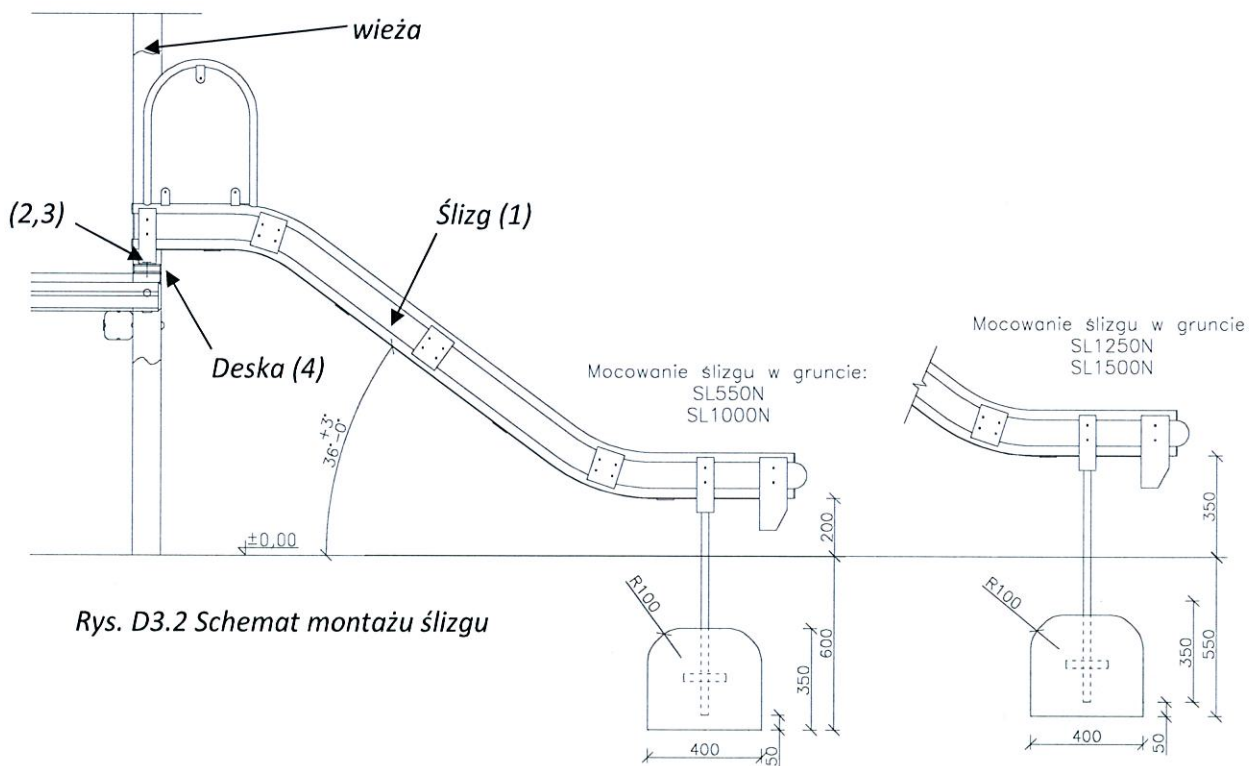 wieża
(2,3)
Ślizg (1)
Deska (4)
Mocowanie ślizgu w gruncie:
SL550N
SL1000N
Mocowanie ślizgu w gruncie
SL1250N
SL1500N
36°+3°-0°
±0,00
200
350
R100
R100
600
350
550
350
50
400
50
400
Rys. D3.2 Schemat montażu ślizgu